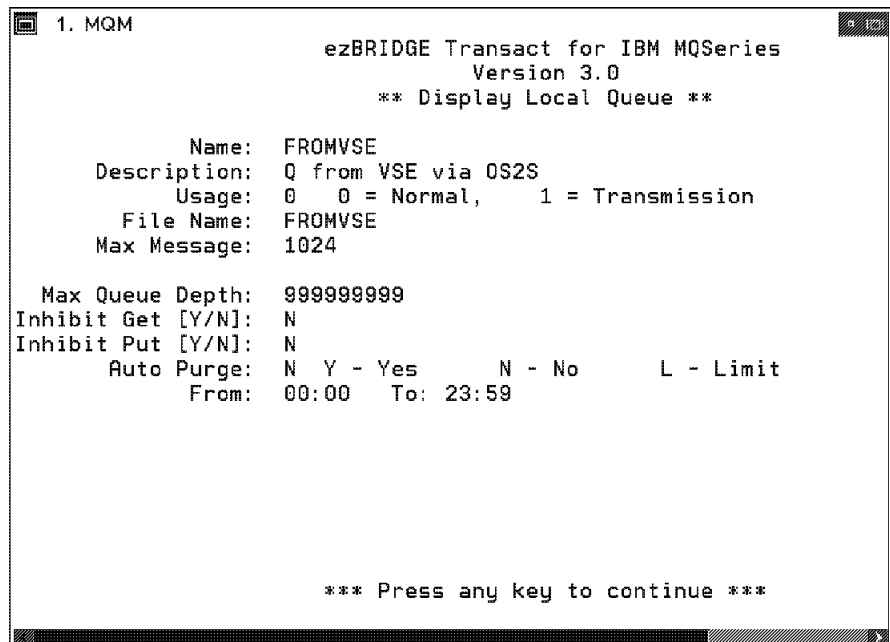 1. MQM
ezBRIDGE Transact for IBM MQSeries
Version 3.0
** Display Local Queue **
Name: FROMVSE
Description: Q from VSE via OS2S
Usage: 0 0 = Normal, 1 = Transmission
File Name: FROMVSE
Max Message: 1024
Max Queue Depth: 999999999
Inhibit Get [Y/N]: N
Inhibit Put [Y/N]: N
Auto Purge: N Y - Yes N - No L - Limit
From: 00:00 To: 23:59
*** Press any key to continue ***